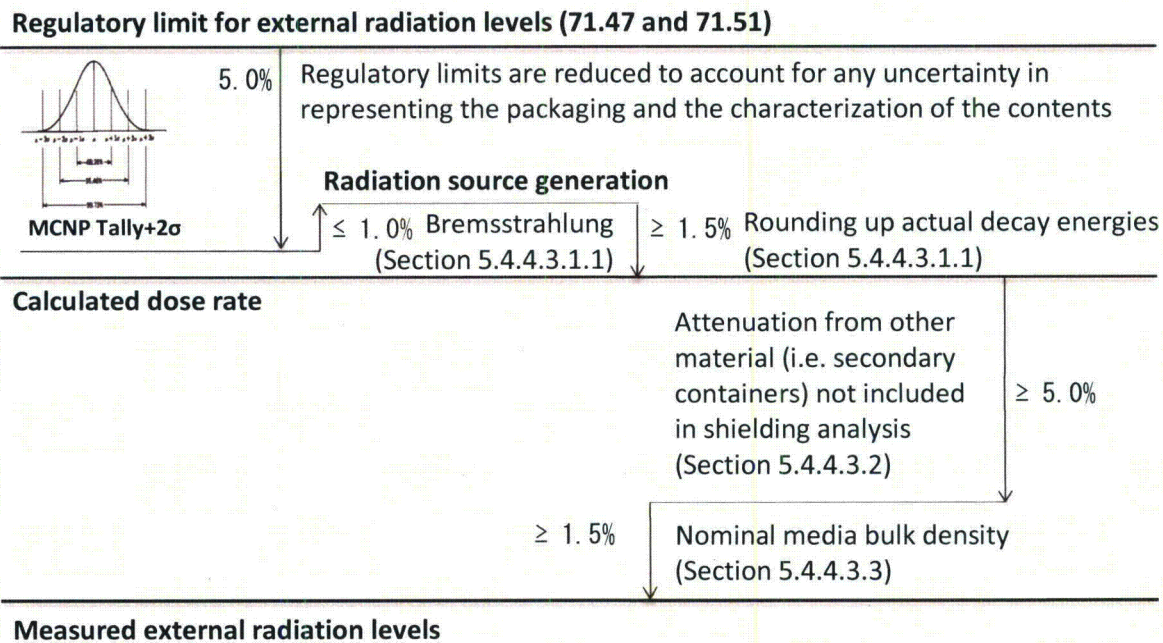 Regulatory limit for external radiation levels (71.47 and 71.51)
5.0%
Regulatory limits are reduced to account for any uncertainty in
representing the packaging and the characterization of the contents
Radiation source generation
MCNP Tally+2σ
≤ 1.0% Bremsstrahlung
(Section 5.4.4.3.1.1)
≥ 1.5% Rounding up actual decay energies
(Section 5.4.4.3.1.1)
Calculated dose rate
Attenuation from other
material (i.e. secondary
containers) not included
in shielding analysis
(Section 5.4.4.3.2)
≥ 5.0%
≥ 1.5%
Nominal media bulk density
(Section 5.4.4.3.3)
Measured external radiation levels